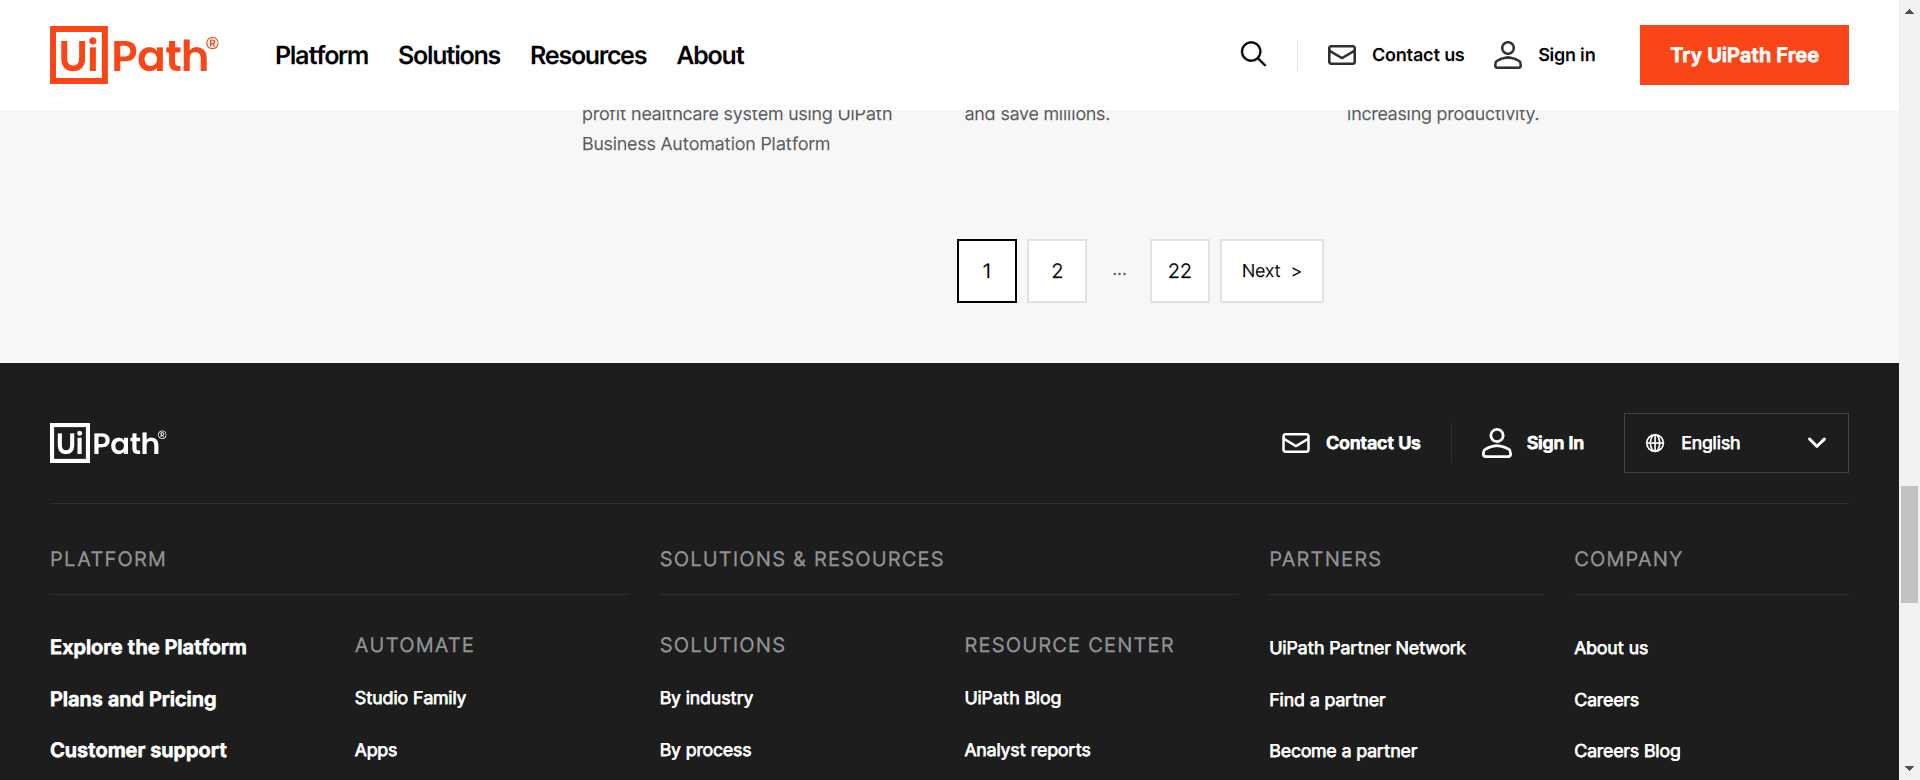 UiPath®
Platform Solutions Resources About
Contact us Sign in Try UiPath Free
profit healthcare system using UiPath
Business Automation Platform
and save millions.
increasing productivity.
1 2 ... 22 Next >
UiPath®
Contact Us Sign In English
PLATFORM
Explore the Platform
Plans and Pricing
Customer support
AUTOMATE
Studio Family
Apps
SOLUTIONS & RESOURCES
SOLUTIONS
By industry
By process
RESOURCE CENTER
UiPath Blog
Analyst reports
PARTNERS
UiPath Partner Network
Find a partner
Become a partner
COMPANY
About us
Careers
Careers Blog